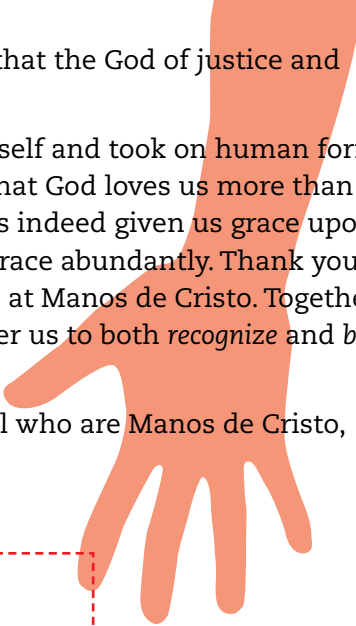 that the God of justice and
self and took on human for
hat God loves us more than
s indeed given us grace upo
race abundantly. Thank you
at Manos de Cristo. Togethe
er us to both recognize and b
l who are Manos de Cristo,